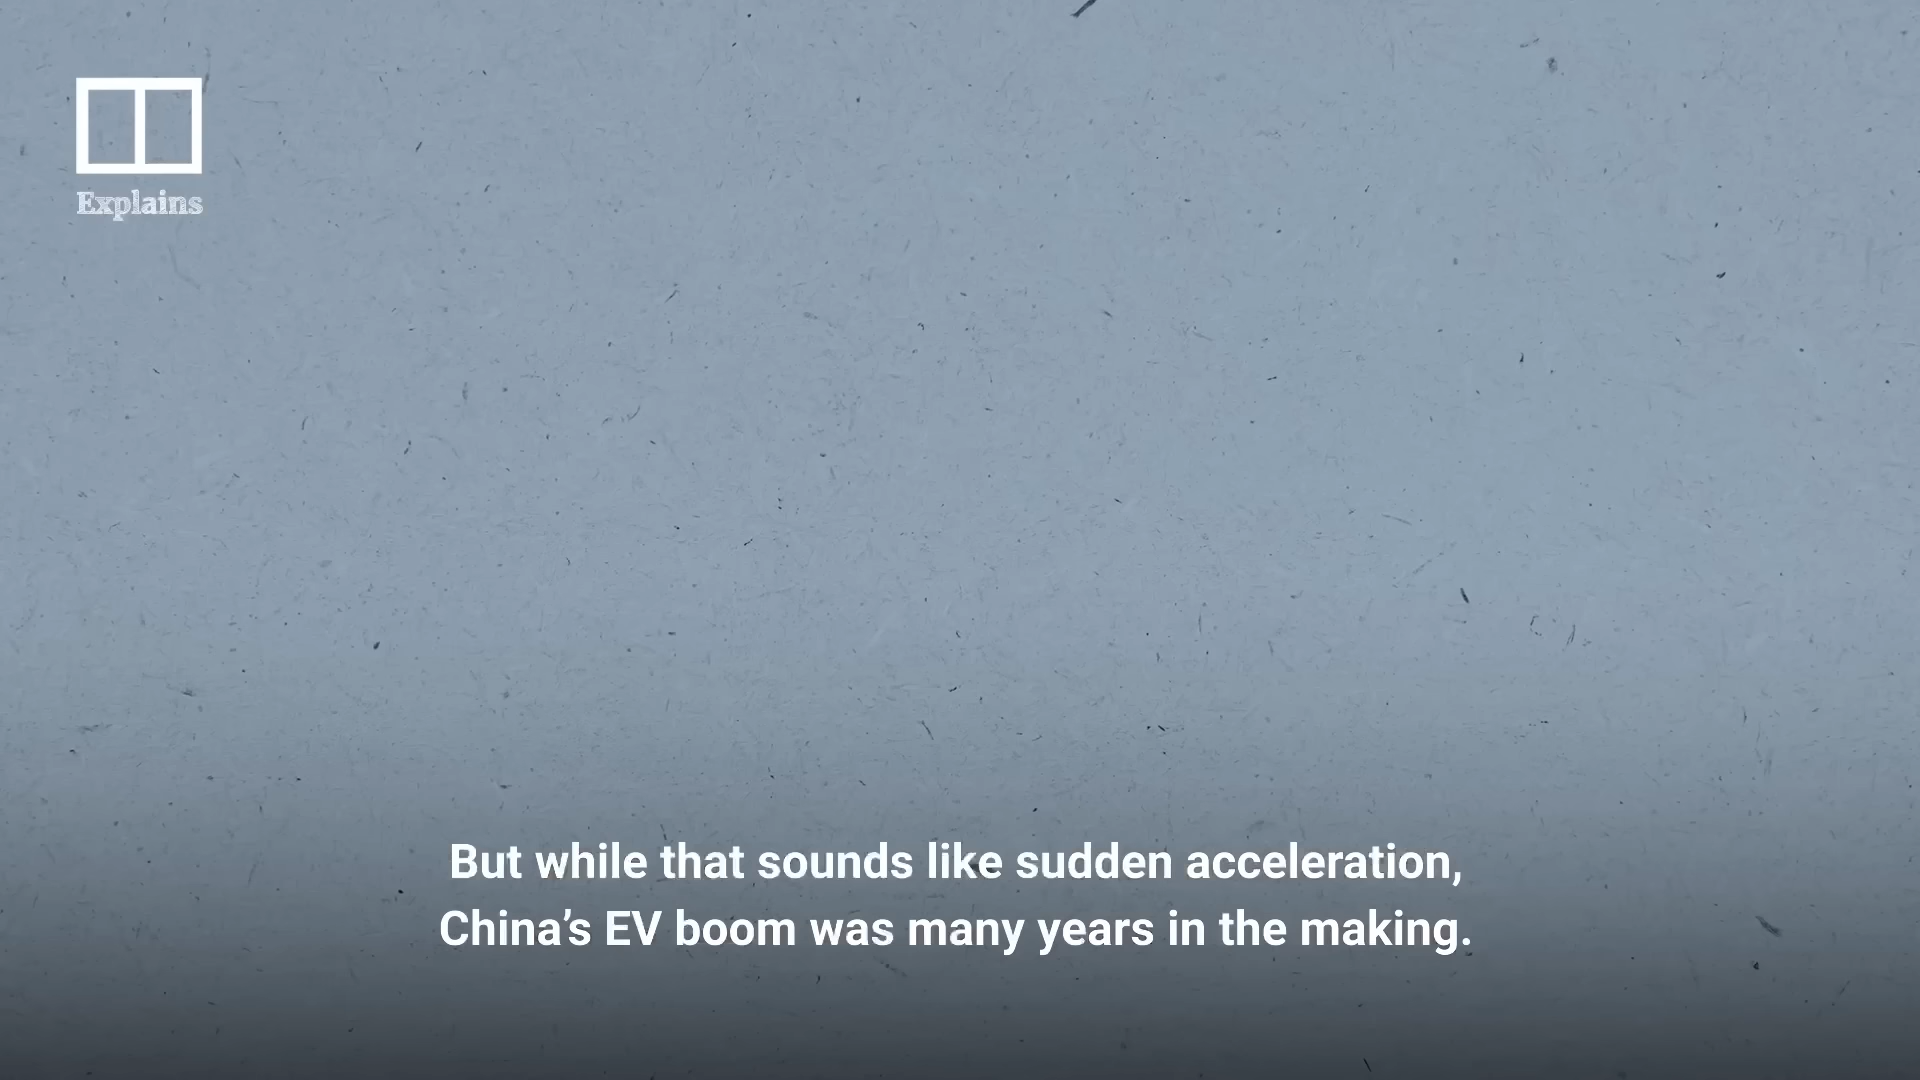 Explains
But while that sounds like sudden acceleration,
China’s EV boom was many years in the making.